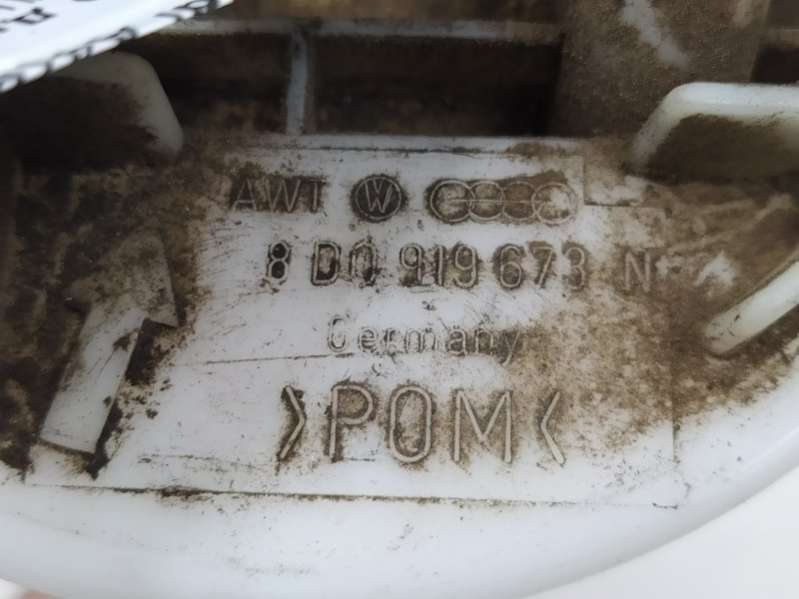 AWT
8D0 919 673 N
Germany
>POM<